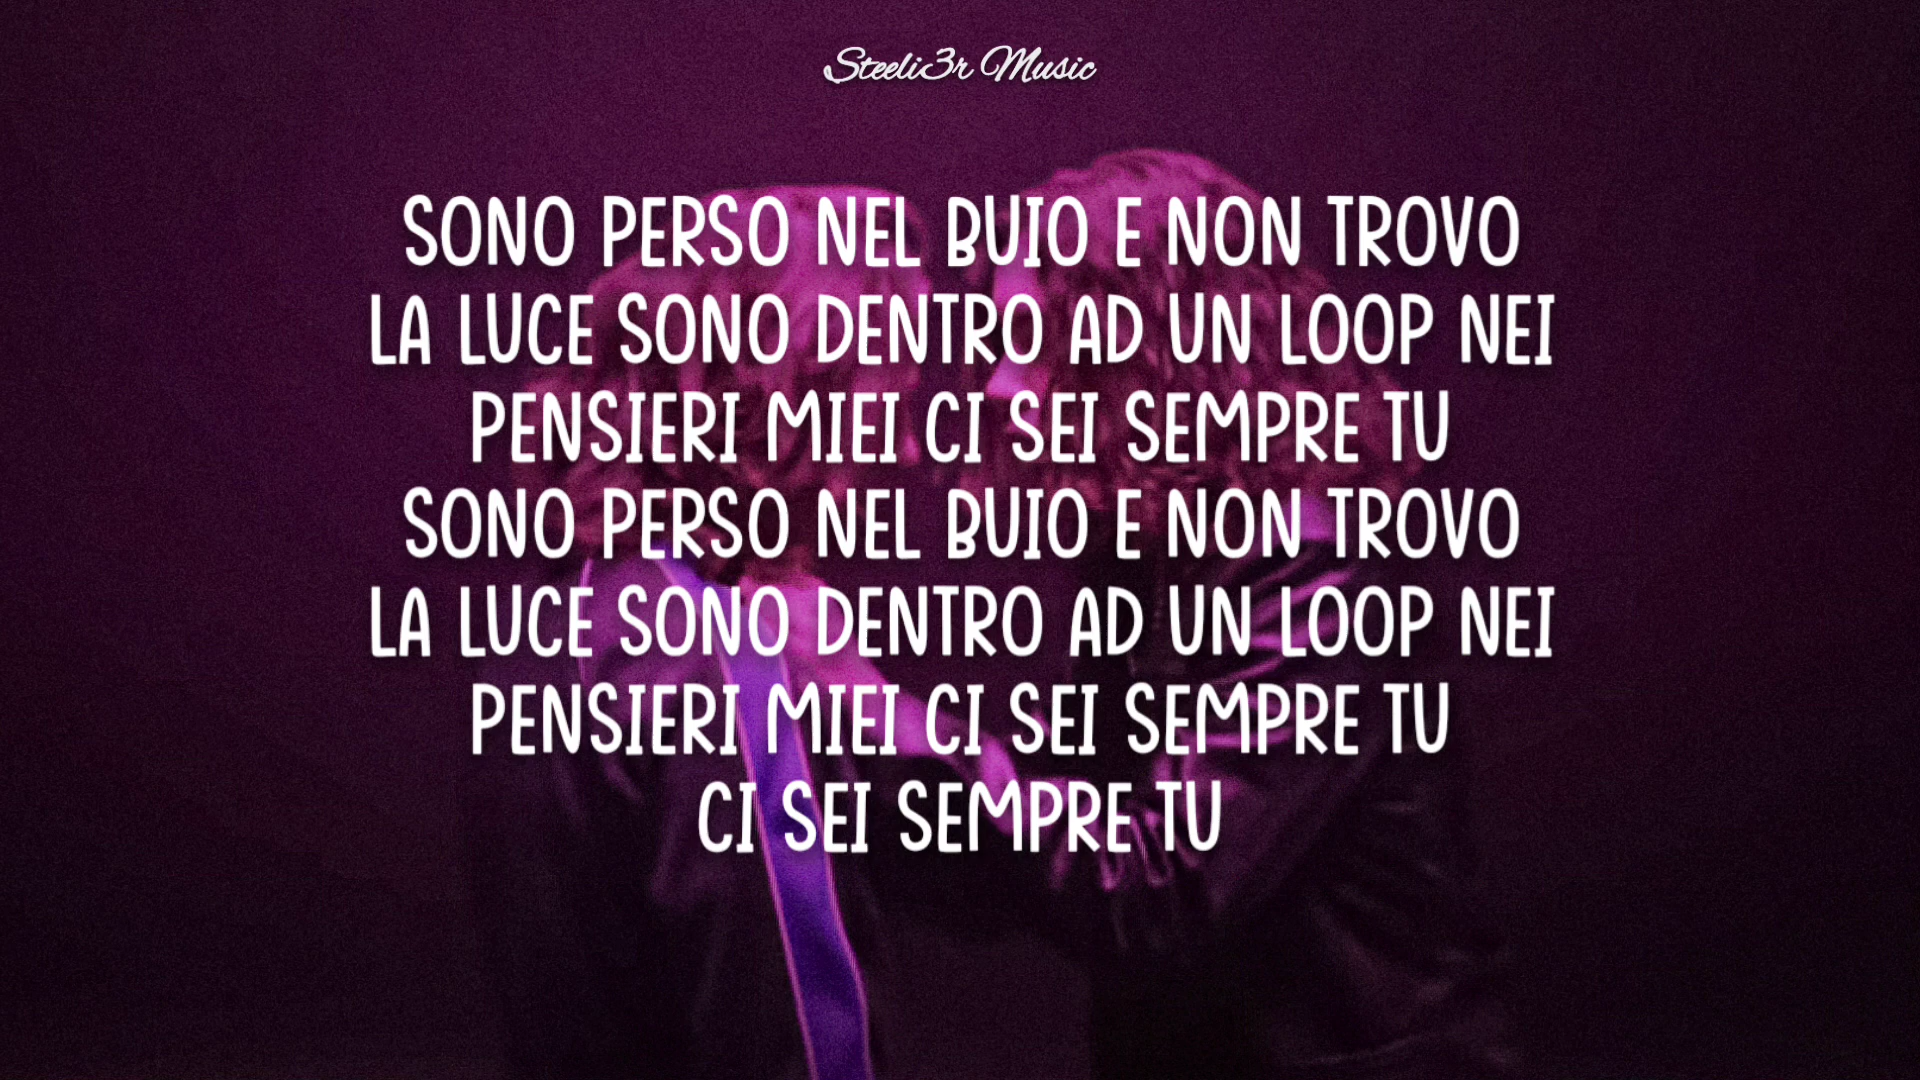 Steeli3r Music
SONO PERSO NEL BUIO E NON TROVO
LA LUCE SONO DENTRO AD UN LOOP NEI
PENSIERI MIEI CI SEI SEMPRE TU
SONO PERSO NEL BUIO E NON TROVO
LA LUCE SONO DENTRO AD UN LOOP NEI
PENSIERI MIEI CI SEI SEMPRE TU
CI SEI SEMPRE TU